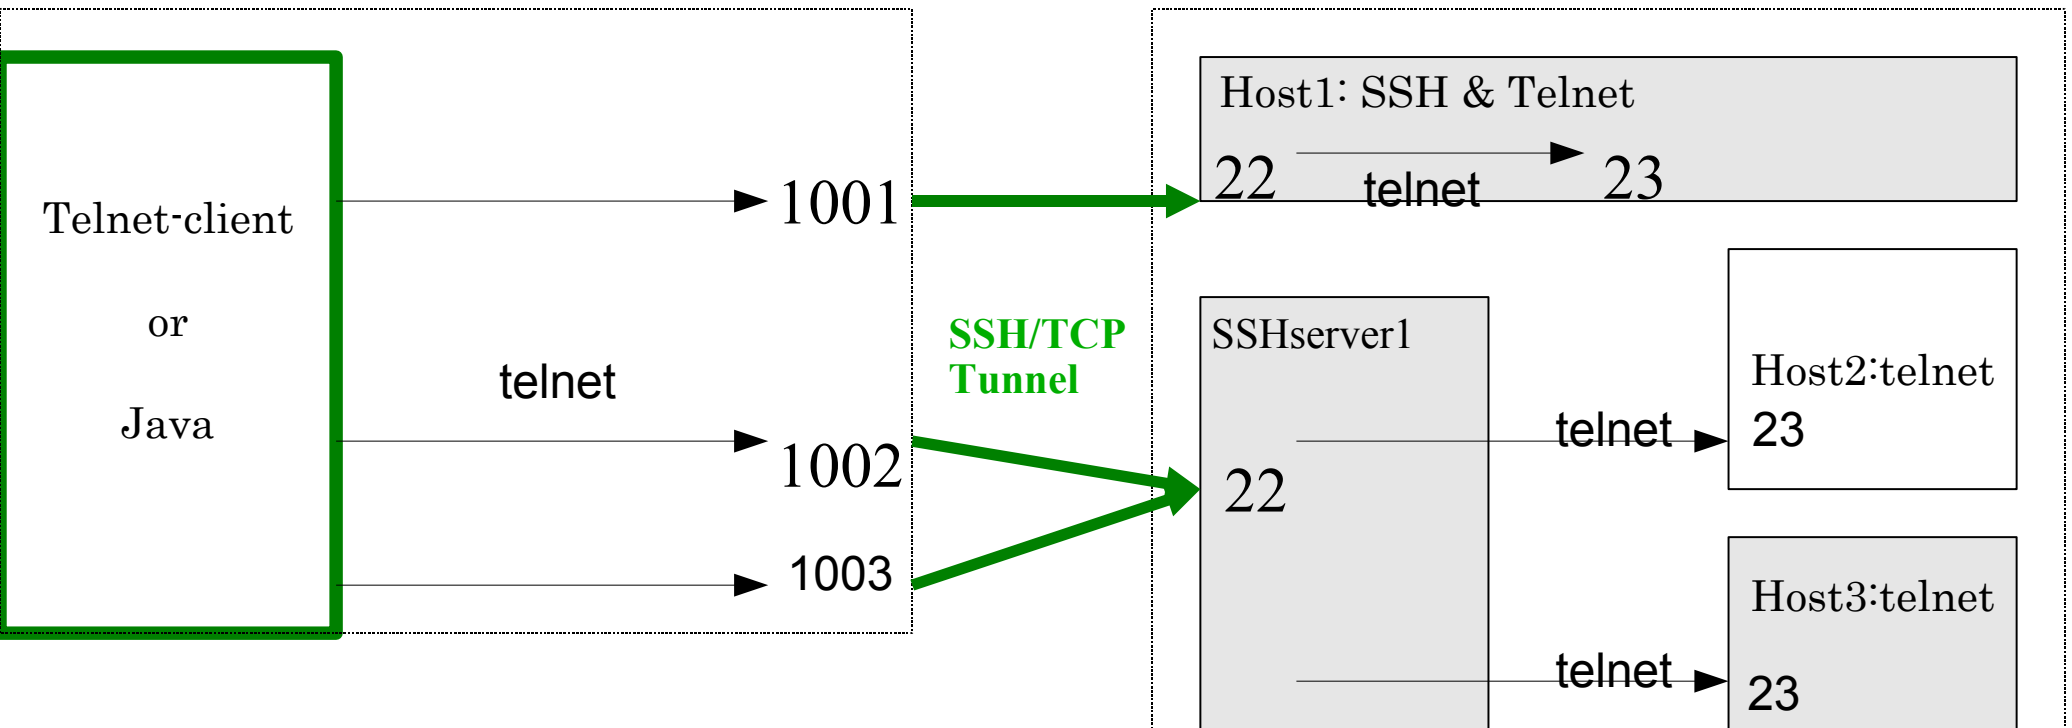 Telnet-client
or
Java
telnet
1001
1002
1003
SSH/TCP
Tunnel
Host1: SSH & Telnet
22
telnet
23
SSHserver1
22
telnet
Host2:telnet
23
telnet
Host3:telnet
23